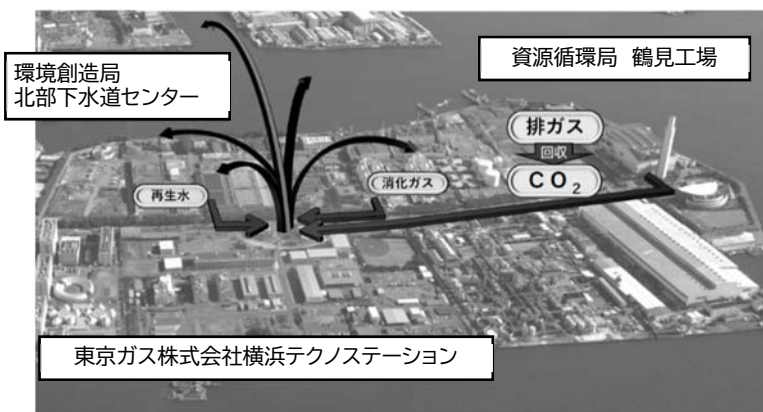 環境創造局
北部下水道センター
資源循環局 鶴見工場
排ガス
回収
CO₂
再生水
消化ガス
東京ガス株式会社横浜テクノステーション